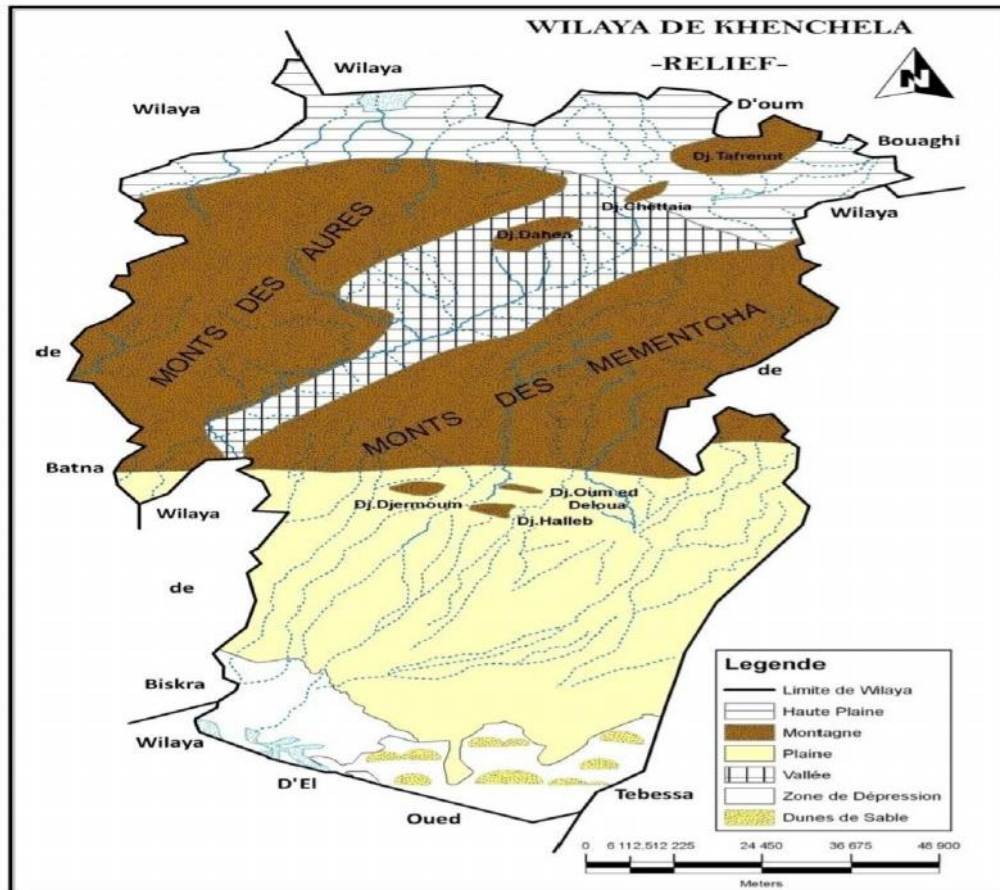 WILAYA DE KHENCHELA
-RELIEF-
N
Wilaya
Wilaya
D'oum
Bouaghi
Dj.Tafrennt
Dj.Chettaia
Wilaya
Dj.Dahea
MONTS DES AURES
de
de
MONTS DES MEMENTCHA
Batna
Wilaya
Dj.Djermouin
Dj.Oum ed
Deloua
Dj.Halleb
de
Biskra
Wilaya
D'El
Oued
Tebessa
Legende
Limite de Wilaya
Haute Plaine
Montagne
Plaine
Vallée
Zone de Dépression
Dunes de Sable
0 6 112,5 12 225 24 450 36 675 48 900
Meters